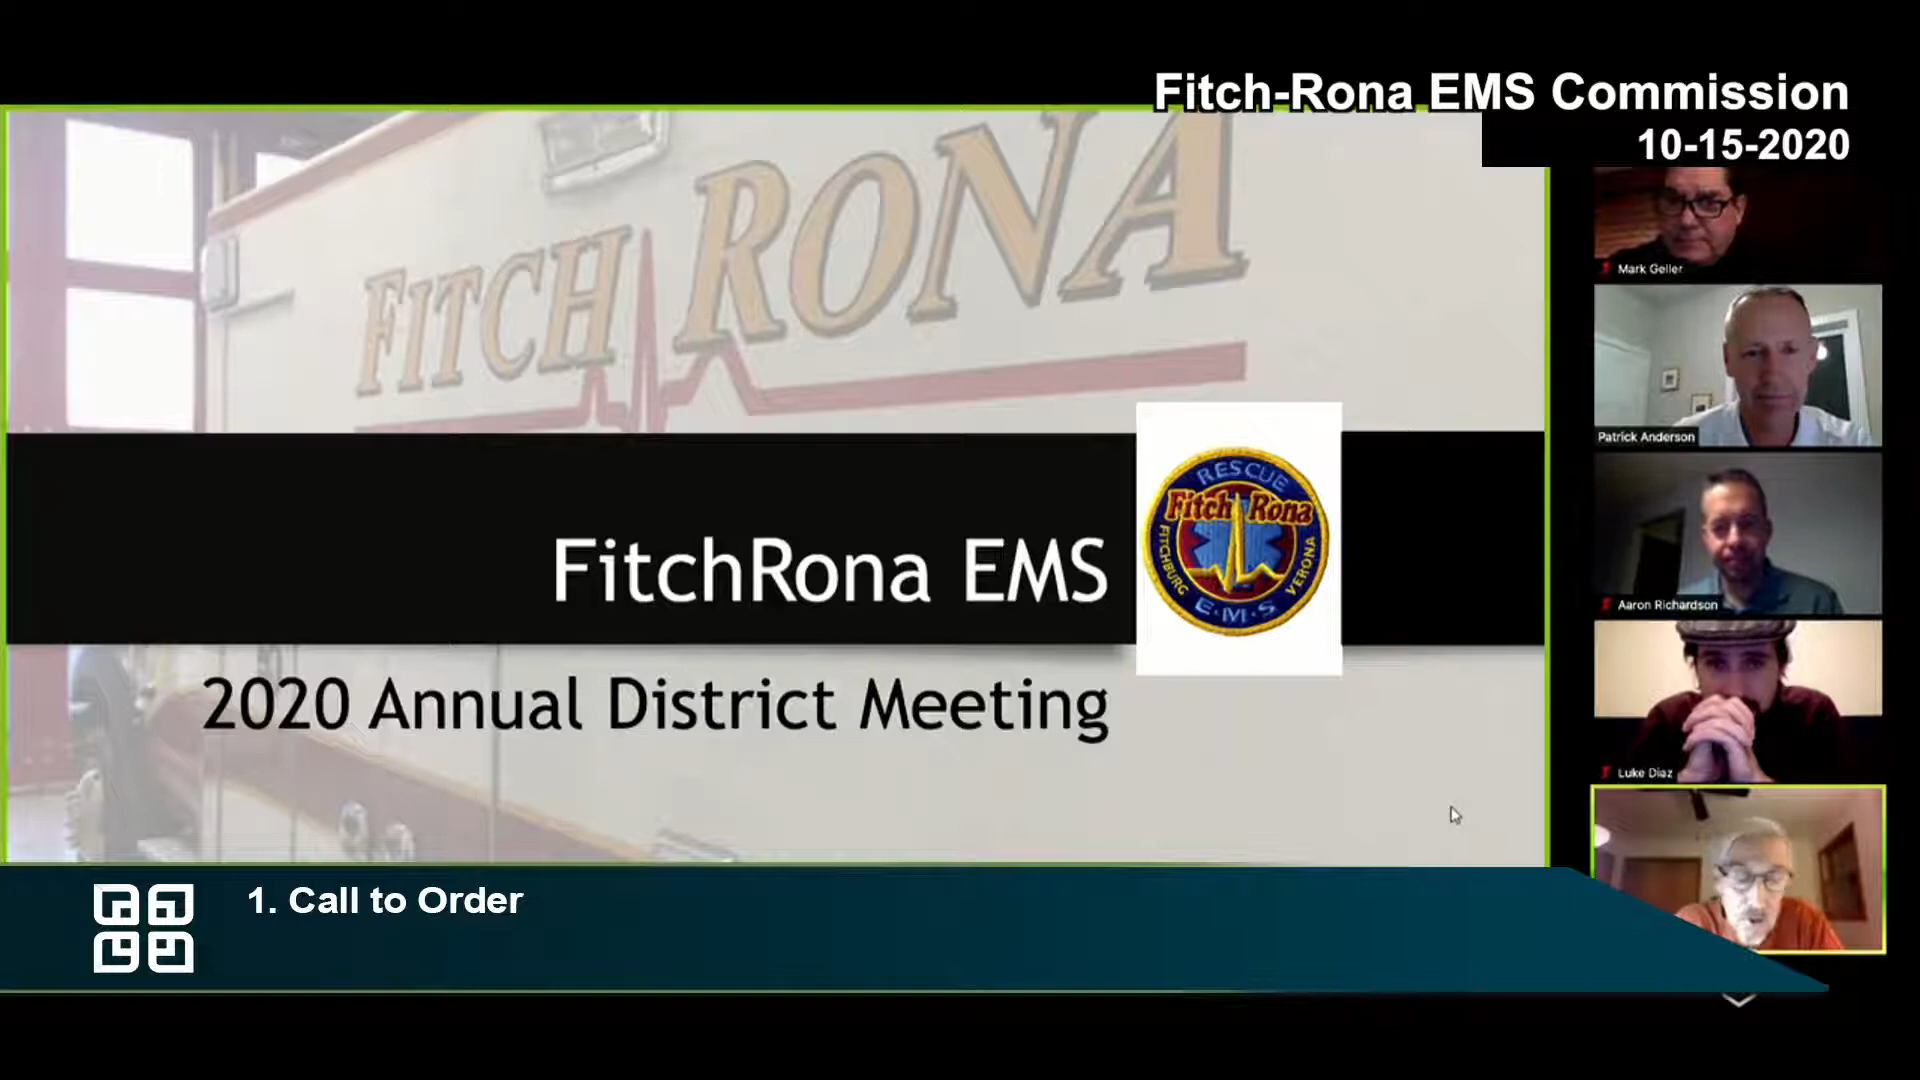 Fitch-Rona EMS Commission
10-15-2020
FITCH RONA
Mark Geller
Patrick Anderson
RESCUE
Fitch Rona
FITCHBURG
VERONA
E·M·S
FitchRona EMS
Aaron Richardson
2020 Annual District Meeting
Luke Diaz
1. Call to Order